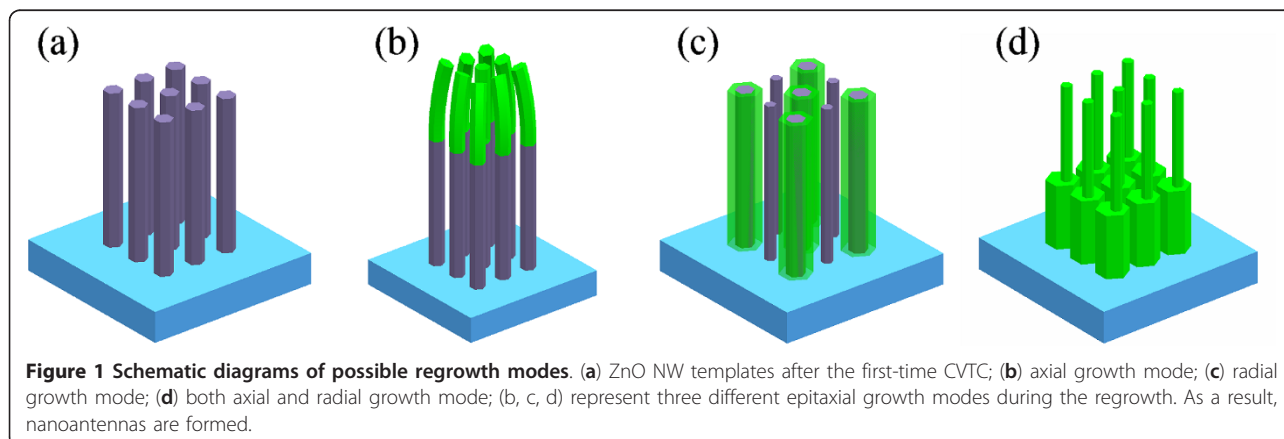 (a) (b) (c) (d)
Figure 1 Schematic diagrams of possible regrowth modes. (a) ZnO NW templates after the first-time CVTC; (b) axial growth mode; (c) radial
growth mode; (d) both axial and radial growth mode; (b, c, d) represent three different epitaxial growth modes during the regrowth. As a result,
nanoantennas are formed.